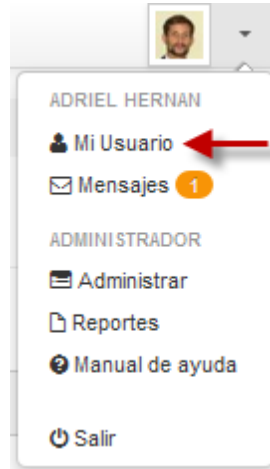 ADRIEL HERNAN
Mi Usuario
Mensajes 1
ADMINISTRADOR
Administrar
Reportes
Manual de ayuda
Salir